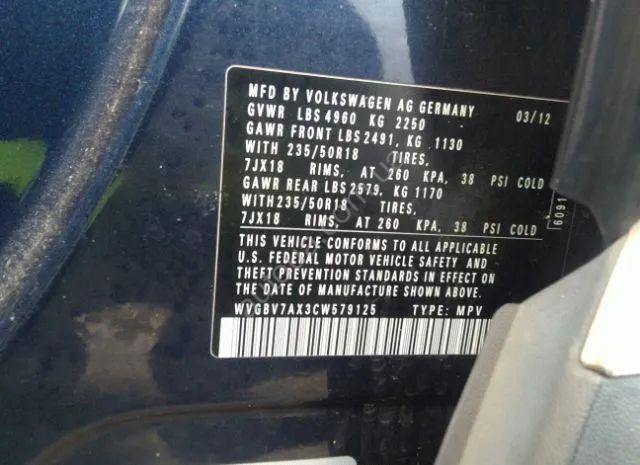 MFD BY VOLKSWAGEN AG GERMANY 03/12
GVWR LBS 4960 KG 2250
GAWR FRONT LBS 2491, KG 1130
WITH 235/50R18 TIRES,
7JX18 RIMS, AT 260 KPA, 38 PSI COLD
GAWR REAR LBS 2579, KG 1170
WITH 235/50R18 TIRES,
7JX18 RIMS, AT 260 KPA, 38 PSI COLD
THIS VEHICLE CONFORMS TO ALL APPLICABLE
U.S. FEDERAL MOTOR VEHICLE SAFETY AND
THEFT PREVENTION STANDARDS IN EFFECT ON
THE DATE OF MANUFACTURE SHOWN ABOVE.
WVGBV7AX3CW579125 TYPE: MPV